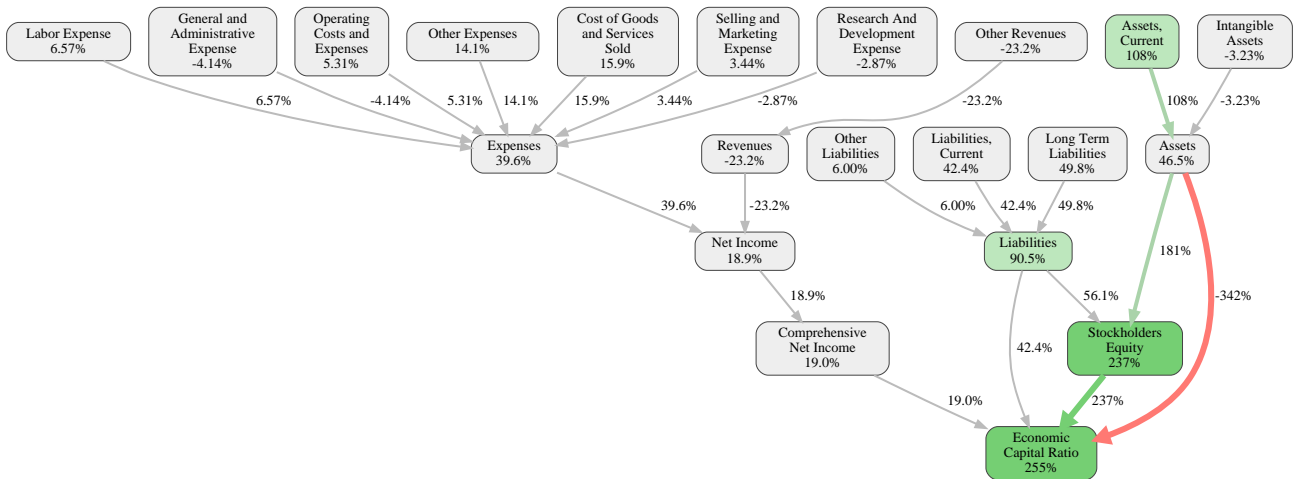 Labor Expense
6.57%
General and
Administrative
Expense
-4.14%
Operating
Costs and
Expenses
5.31%
Other Expenses
14.1%
Cost of Goods
and Services
Sold
15.9%
Selling and
Marketing
Expense
3.44%
Research And
Development
Expense
-2.87%
Other Revenues
-23.2%
Assets,
Current
108%
Intangible
Assets
-3.23%
6.57%
-4.14%
5.31%
14.1%
15.9%
3.44%
-2.87%
-23.2%
108%
-3.23%
Expenses
39.6%
Revenues
-23.2%
Other
Liabilities
6.00%
Liabilities,
Current
42.4%
Long Term
Liabilities
49.8%
Assets
46.5%
39.6%
-23.2%
6.00%
42.4%
49.8%
Net Income
18.9%
Liabilities
90.5%
181%
18.9%
56.1%
-342%
Comprehensive
Net Income
19.0%
42.4%
Stockholders
Equity
237%
19.0%
237%
Economic
Capital Ratio
255%